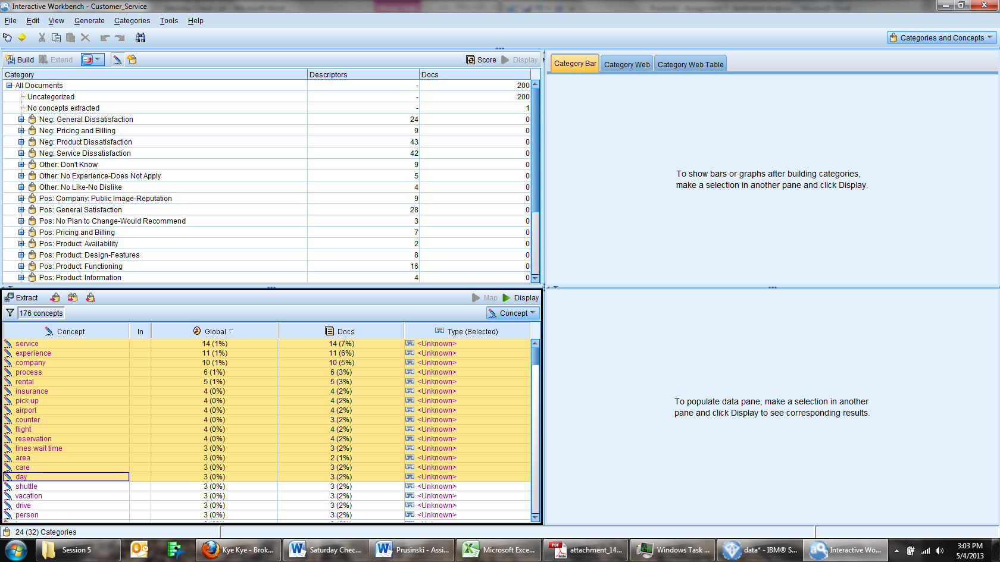 Interactive Workbench - Customer_Service
File Edit View Generate Categories Tools Help
Categories and Concepts
Build Extend Score Display
Category Descriptors Docs
All Documents - 200
Uncategorized - 200
No concepts extracted - 1
Neg: General Dissatisfaction 24 0
Neg: Pricing and Billing 9 0
Neg: Product Dissatisfaction 43 0
Neg: Service Dissatisfaction 42 0
Other: Don't Know 9 0
Other: No Experience-Does Not Apply 5 0
Other: No Like-No Dislike 4 0
Pos: Company: Public Image-Reputation 9 0
Pos: General Satisfaction 28 0
Pos: No Plan to Change-Would Recommend 3 0
Pos: Pricing and Billing 7 0
Pos: Product: Availability 2 0
Pos: Product: Design-Features 8 0
Pos: Product: Functioning 16 0
Pos: Product: Information 4 0
Category Bar Category Web Category Web Table
To show bars or graphs after building categories,
make a selection in another pane and click Display.
Extract Map Display
176 concepts Concept
Concept In Global Docs Type (Selected)
service 14 (1%) 14 (7%) <Unknown>
experience 11 (1%) 11 (6%) <Unknown>
company 10 (1%) 10 (5%) <Unknown>
process 6 (1%) 6 (3%) <Unknown>
rental 5 (1%) 5 (3%) <Unknown>
insurance 4 (0%) 4 (2%) <Unknown>
pick up 4 (0%) 4 (2%) <Unknown>
airport 4 (0%) 4 (2%) <Unknown>
counter 4 (0%) 3 (2%) <Unknown>
flight 4 (0%) 4 (2%) <Unknown>
reservation 4 (0%) 4 (2%) <Unknown>
lines wait time 3 (0%) 3 (2%) <Unknown>
area 3 (0%) 2 (1%) <Unknown>
care 3 (0%) 3 (2%) <Unknown>
day 3 (0%) 3 (2%) <Unknown>
shuttle 3 (0%) 3 (2%) <Unknown>
vacation 3 (0%) 3 (2%) <Unknown>
drive 3 (0%) 3 (2%) <Unknown>
person 3 (0%) 3 (2%) <Unknown>
To populate data pane, make a selection in another
pane and click Display to see corresponding results.
24 (32) Categories
Session 5 Kye Kye - Brok... Saturday Chec... Prusinski - Assi... Microsoft Exce... attachment_14... Windows Task ... data* - IBM® S... Interactive Wo...
3:03 PM
5/4/2013